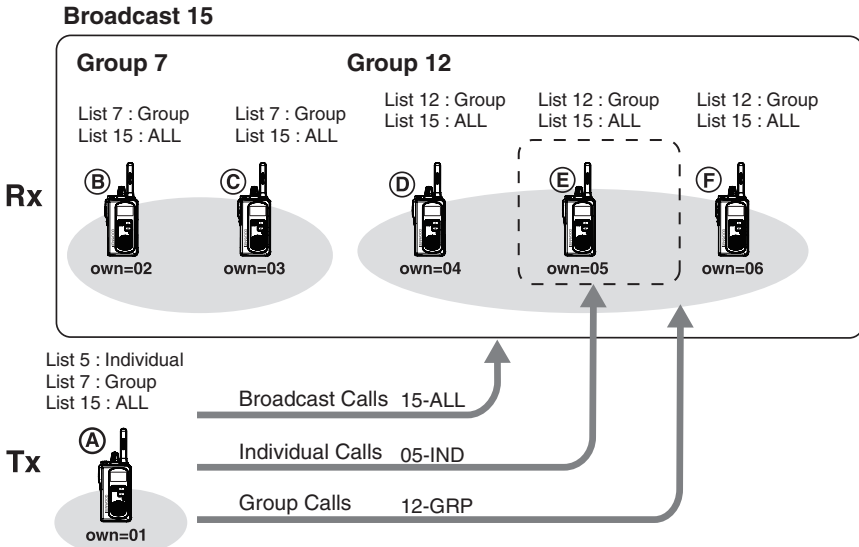 Broadcast 15
Group 7
Group 12
List 7 : Group
List 15 : ALL
List 7 : Group
List 15 : ALL
List 12 : Group
List 15 : ALL
List 12 : Group
List 15 : ALL
List 12 : Group
List 15 : ALL
Rx
B
C
D
E
F
own=02
own=03
own=04
own=05
own=06
List 5 : Individual
List 7 : Group
List 15 : ALL
Tx
A
own=01
Broadcast Calls 15-ALL
Individual Calls 05-IND
Group Calls 12-GRP